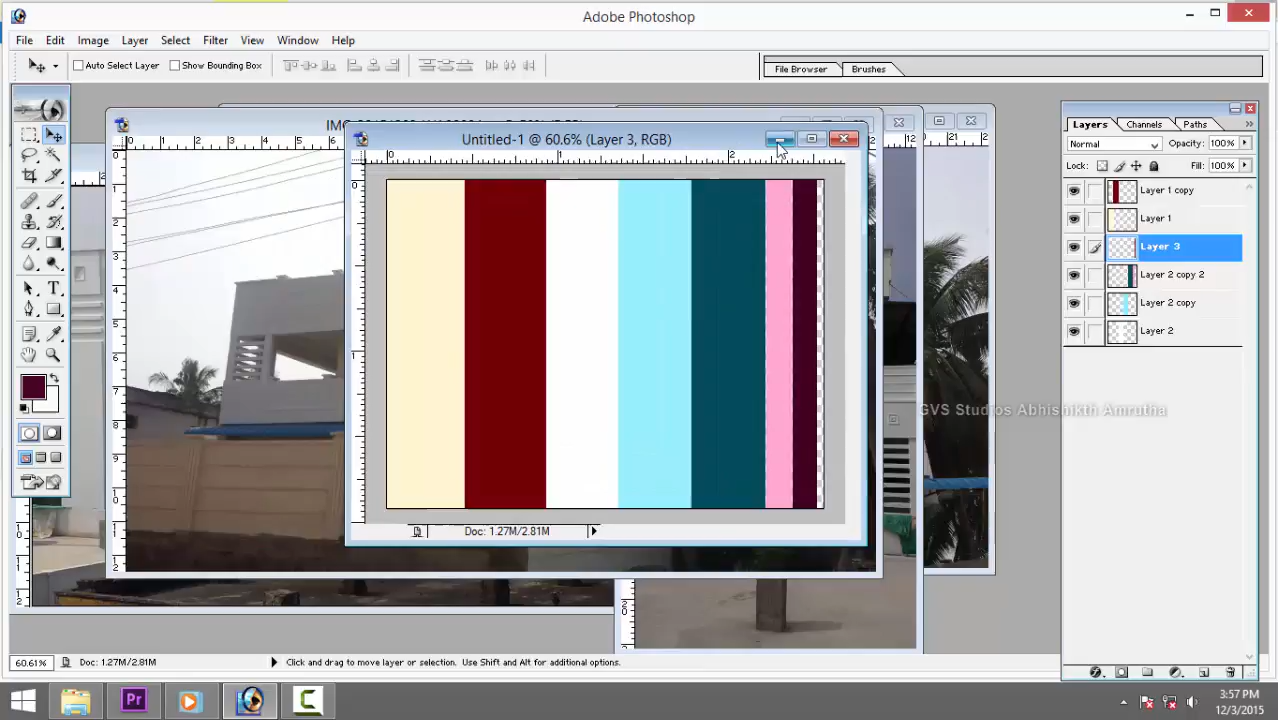 Adobe Photoshop
File Edit Image Layer Select Filter View Window Help
Auto Select Layer Show Bounding Box
File Browser Brushes
Untitled-1 @ 60.6% (Layer 3, RGB)
Layers Channels Paths
Normal Opacity: 100%
Lock: Fill: 100%
Layer 1 copy
Layer 1
Layer 3
Layer 2 copy 2
Layer 2 copy
Layer 2
GVS Studios Abhishikth Amrutha
Doc: 1.27M/2.81M
60.61% Doc: 1.27M/2.81M Click and drag to move layer or selection. Use Shift and Alt for additional options.
Pr
3:57 PM
12/3/2015